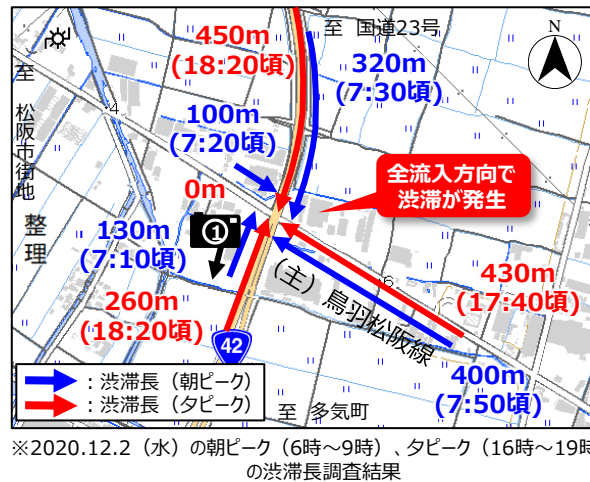 至 国道23号
N
450m
(18:20頃)
320m
(7:30頃)
至 松阪市街地
4
100m
(7:20頃)
全流入方向で
渋滞が発生
0m
整理
①
130m
(7:10頃)
6
(主)鳥羽松阪線
430m
(17:40頃)
260m
(18:20頃)
42
400m
(7:50頃)
:渋滞長(朝ピーク)
:渋滞長(夕ピーク)
至 多気町
※2020.12.2(水)の朝ピーク(6時~9時)、夕ピーク(16時~19時
の渋滞長調査結果